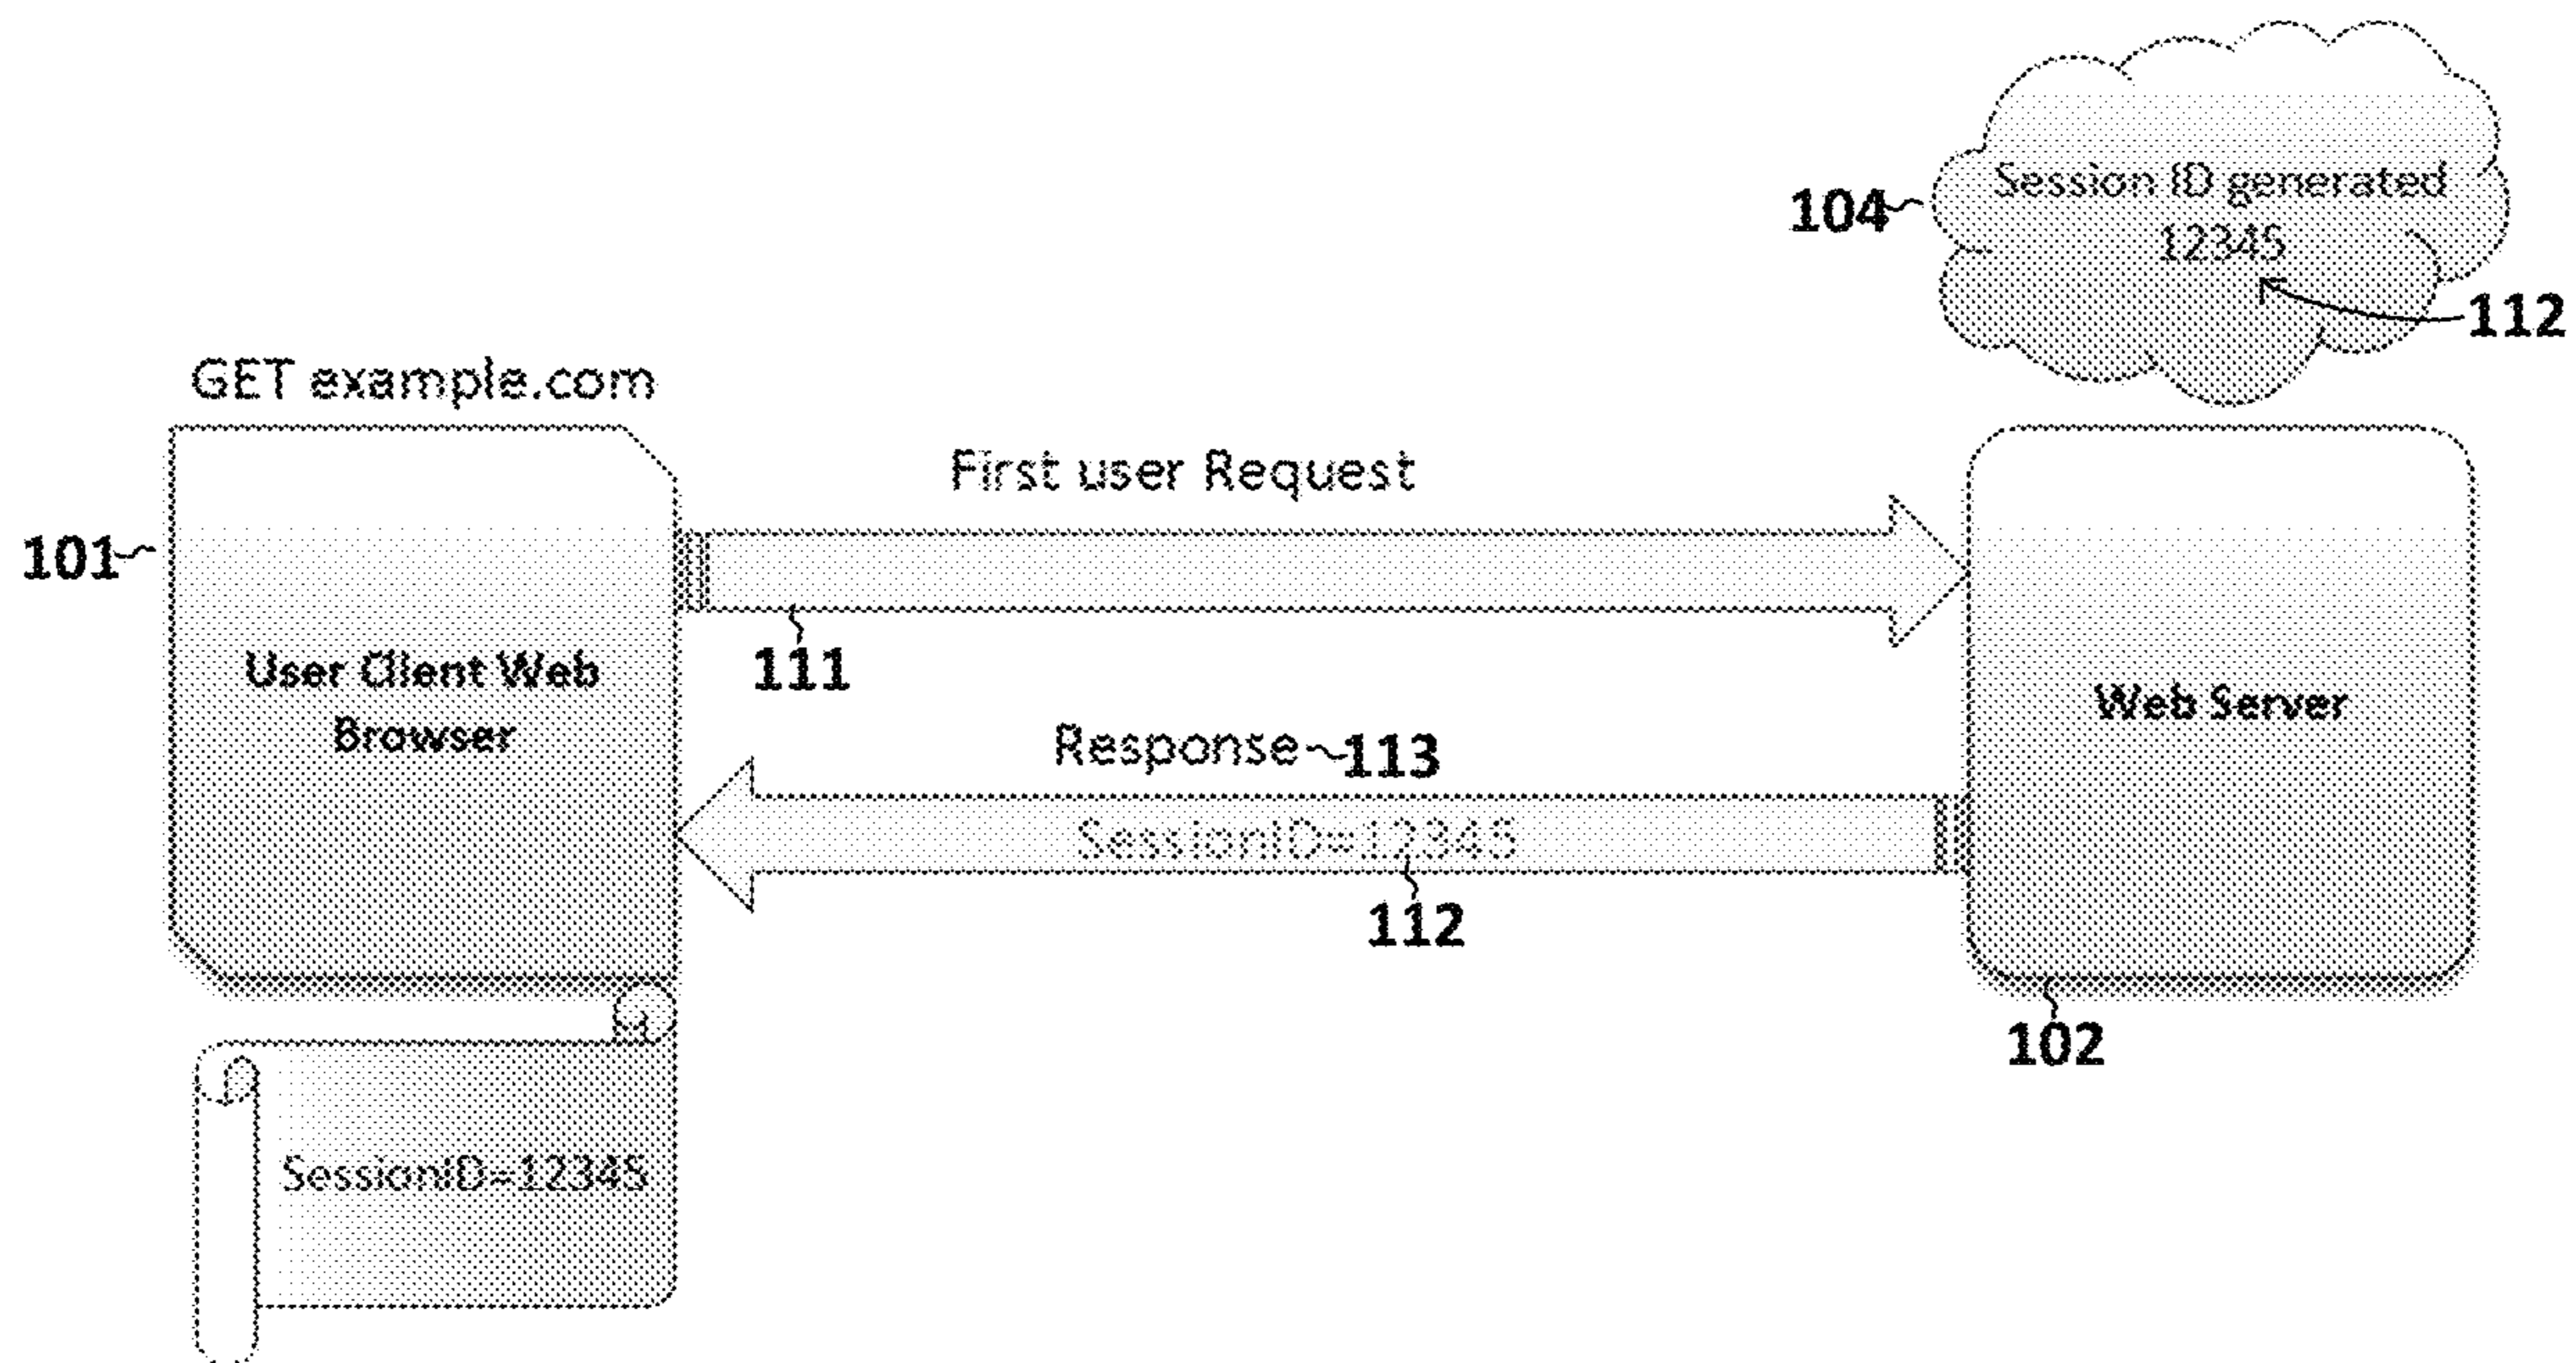 Session ID generated
104
12345
112
GET example.com
First user Request
101
111
User Client Web
Browser
Web Server
Response 113
SessionID=12345
112
102
SessionID=12345